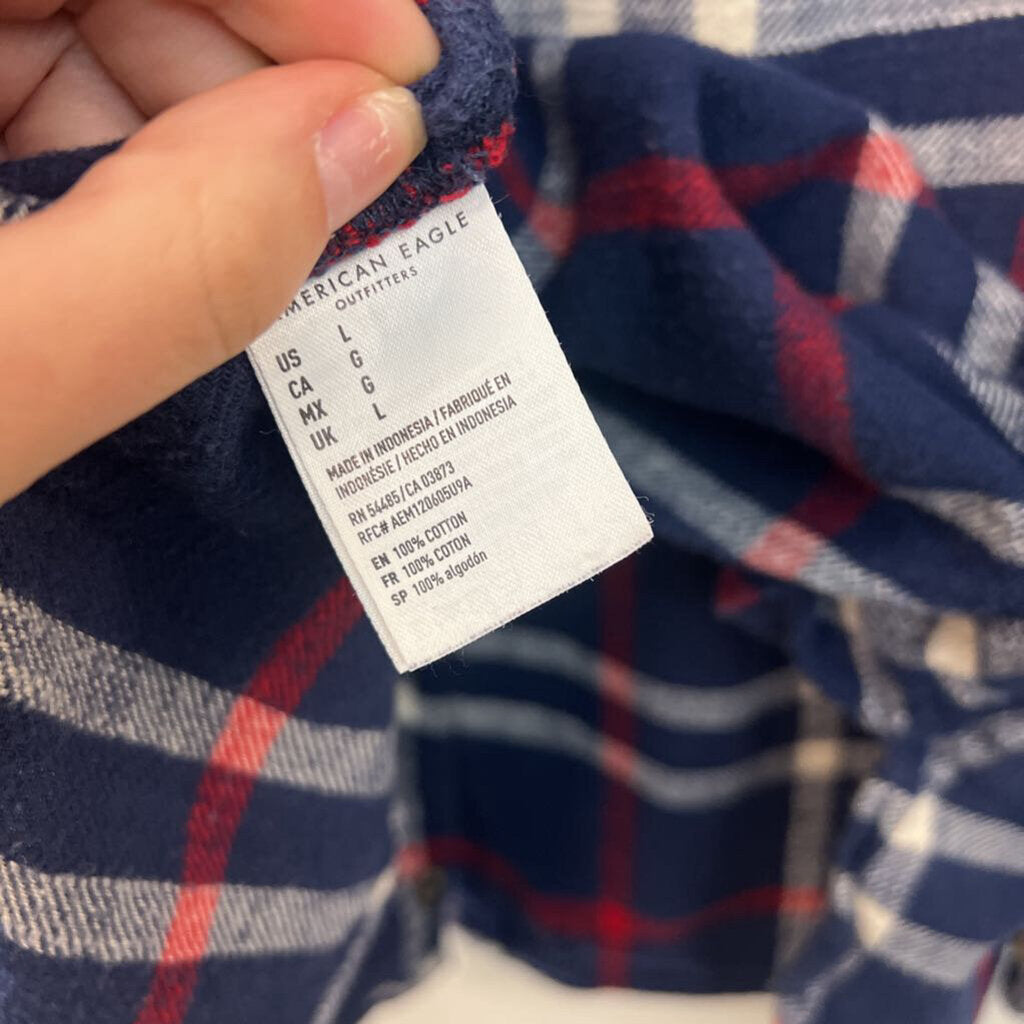 MERICAN EAGLE
OUTFITTERS
US L
CA G
MX G
UK L
MADE IN INDONESIA / FABRIQUÉ EN
INDONÉSIE / HECHO EN INDONESIA
RN 54485 / CA 03873
RFC# AEM120605U9A
EN 100% COTTON
FR 100% COTON
SP 100% algodón